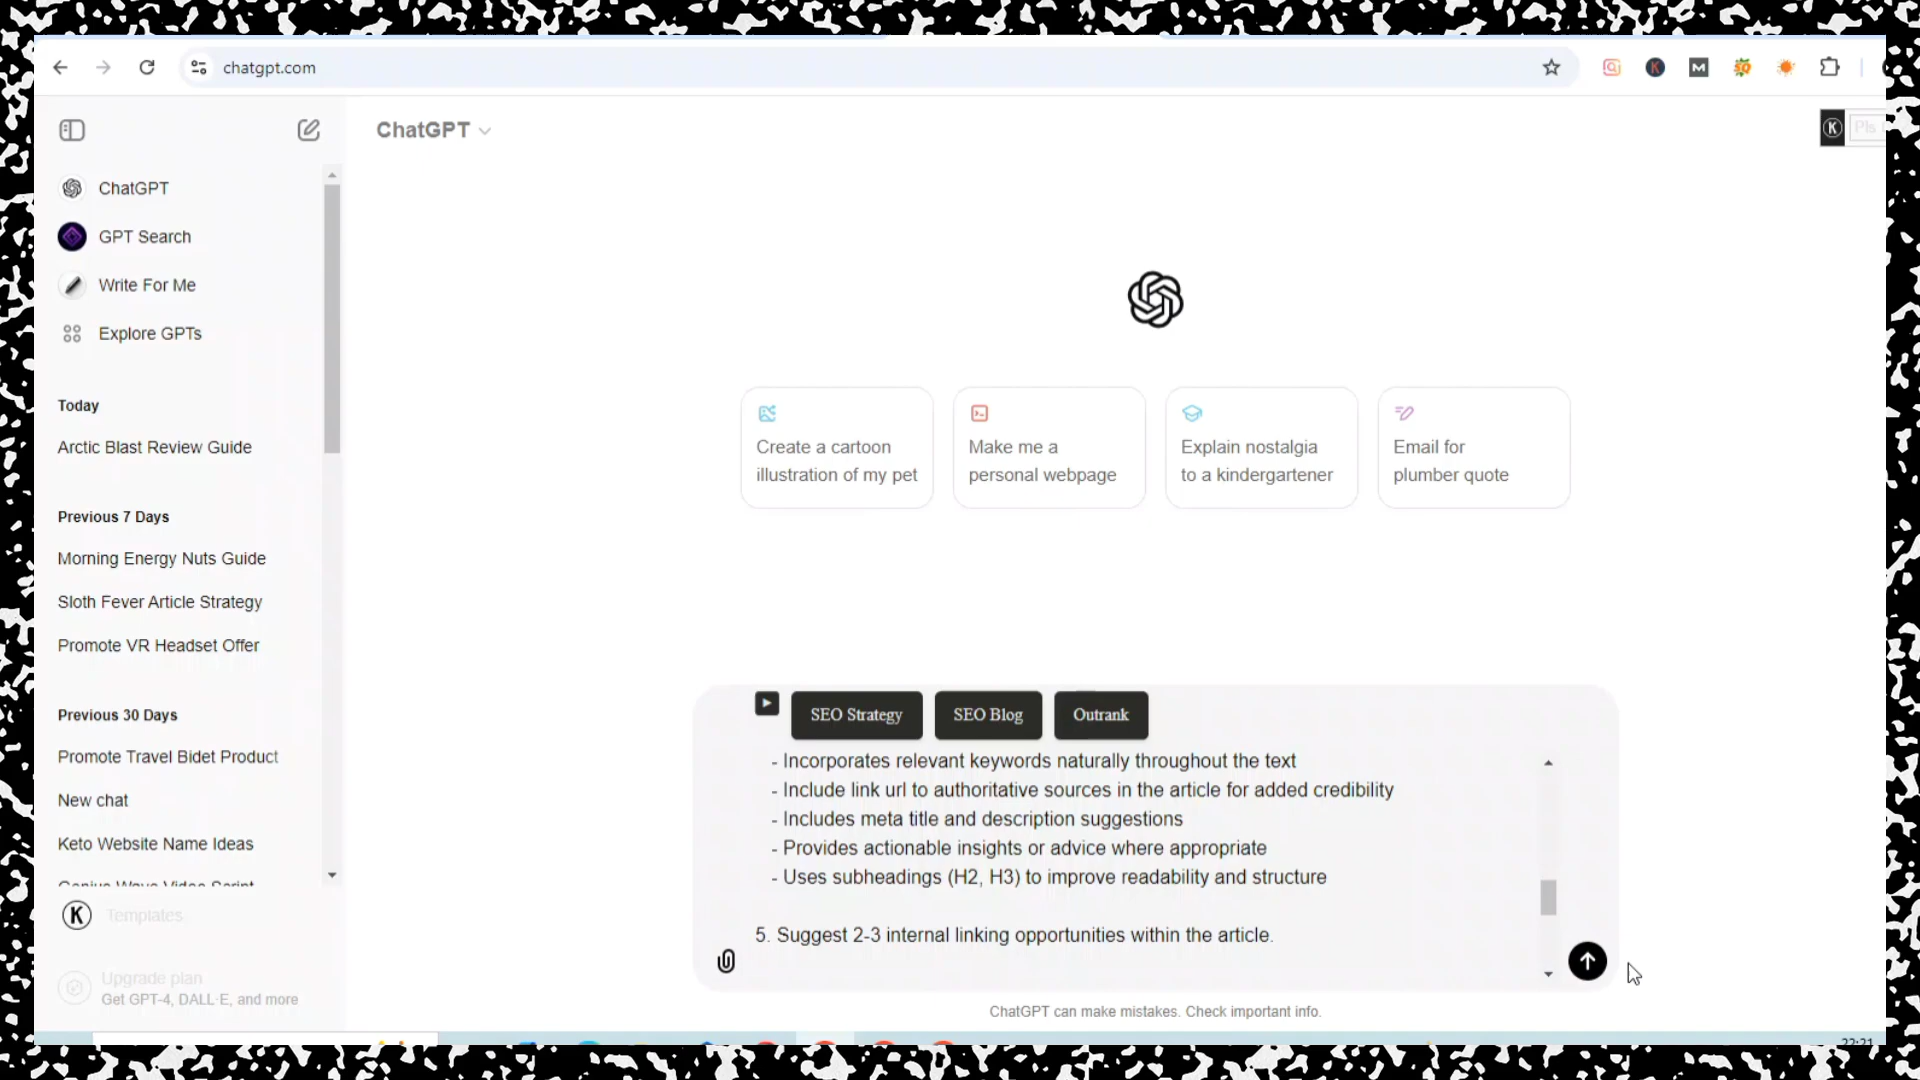 chatgpt.com
ChatGPT
ChatGPT
GPT Search
Write For Me
Explore GPTs
Today
Arctic Blast Review Guide
Previous 7 Days
Morning Energy Nuts Guide
Sloth Fever Article Strategy
Promote VR Headset Offer
Previous 30 Days
Promote Travel Bidet Product
New chat
Keto Website Name Ideas
Genius Wave Video Script
K Templates
Upgrade plan
Get GPT-4, DALL·E, and more
K Pls
Create a cartoon
illustration of my pet
Make me a
personal webpage
Explain nostalgia
to a kindergartener
Email for
plumber quote
SEO Strategy
SEO Blog
Outrank
- Incorporates relevant keywords naturally throughout the text
- Include link url to authoritative sources in the article for added credibility
- Includes meta title and description suggestions
- Provides actionable insights or advice where appropriate
- Uses subheadings (H2, H3) to improve readability and structure
5. Suggest 2-3 internal linking opportunities within the article.
ChatGPT can make mistakes. Check important info.
22:21